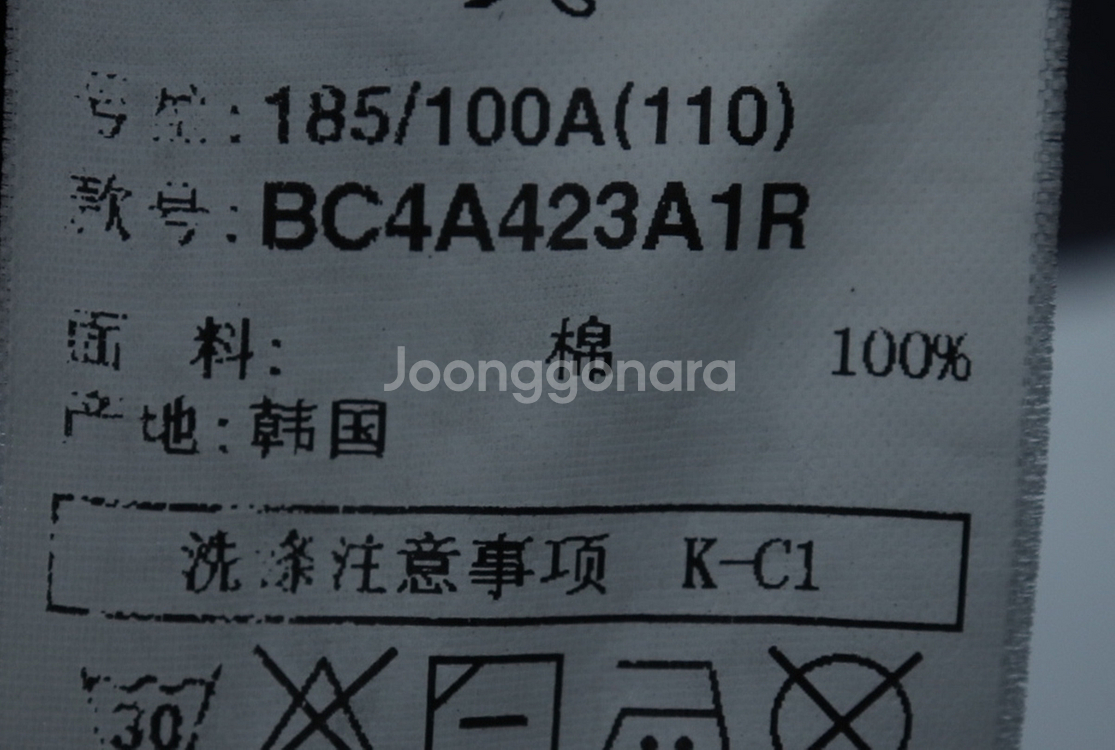 号型:185/100A(110)
款号:BC4A423A1R
面 料: 棉 100%
Joonggonara
产地:韩国
洗涤注意事项 K-C1
30